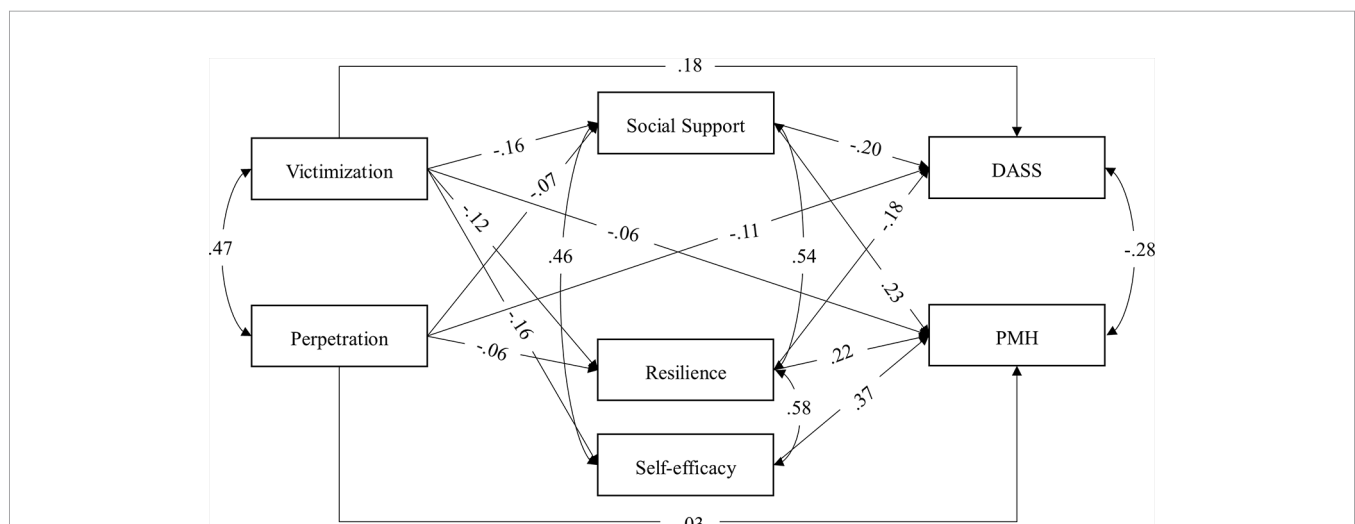 .18
Social Support
-.16
-.20
Victimization
DASS
-.07
-.12
-.18
-.06
-.11
.47
.46
.54
-.28
.23
-.16
Perpetration
PMH
-.06
.22
Resilience
.37
.58
Self-efficacy
.03